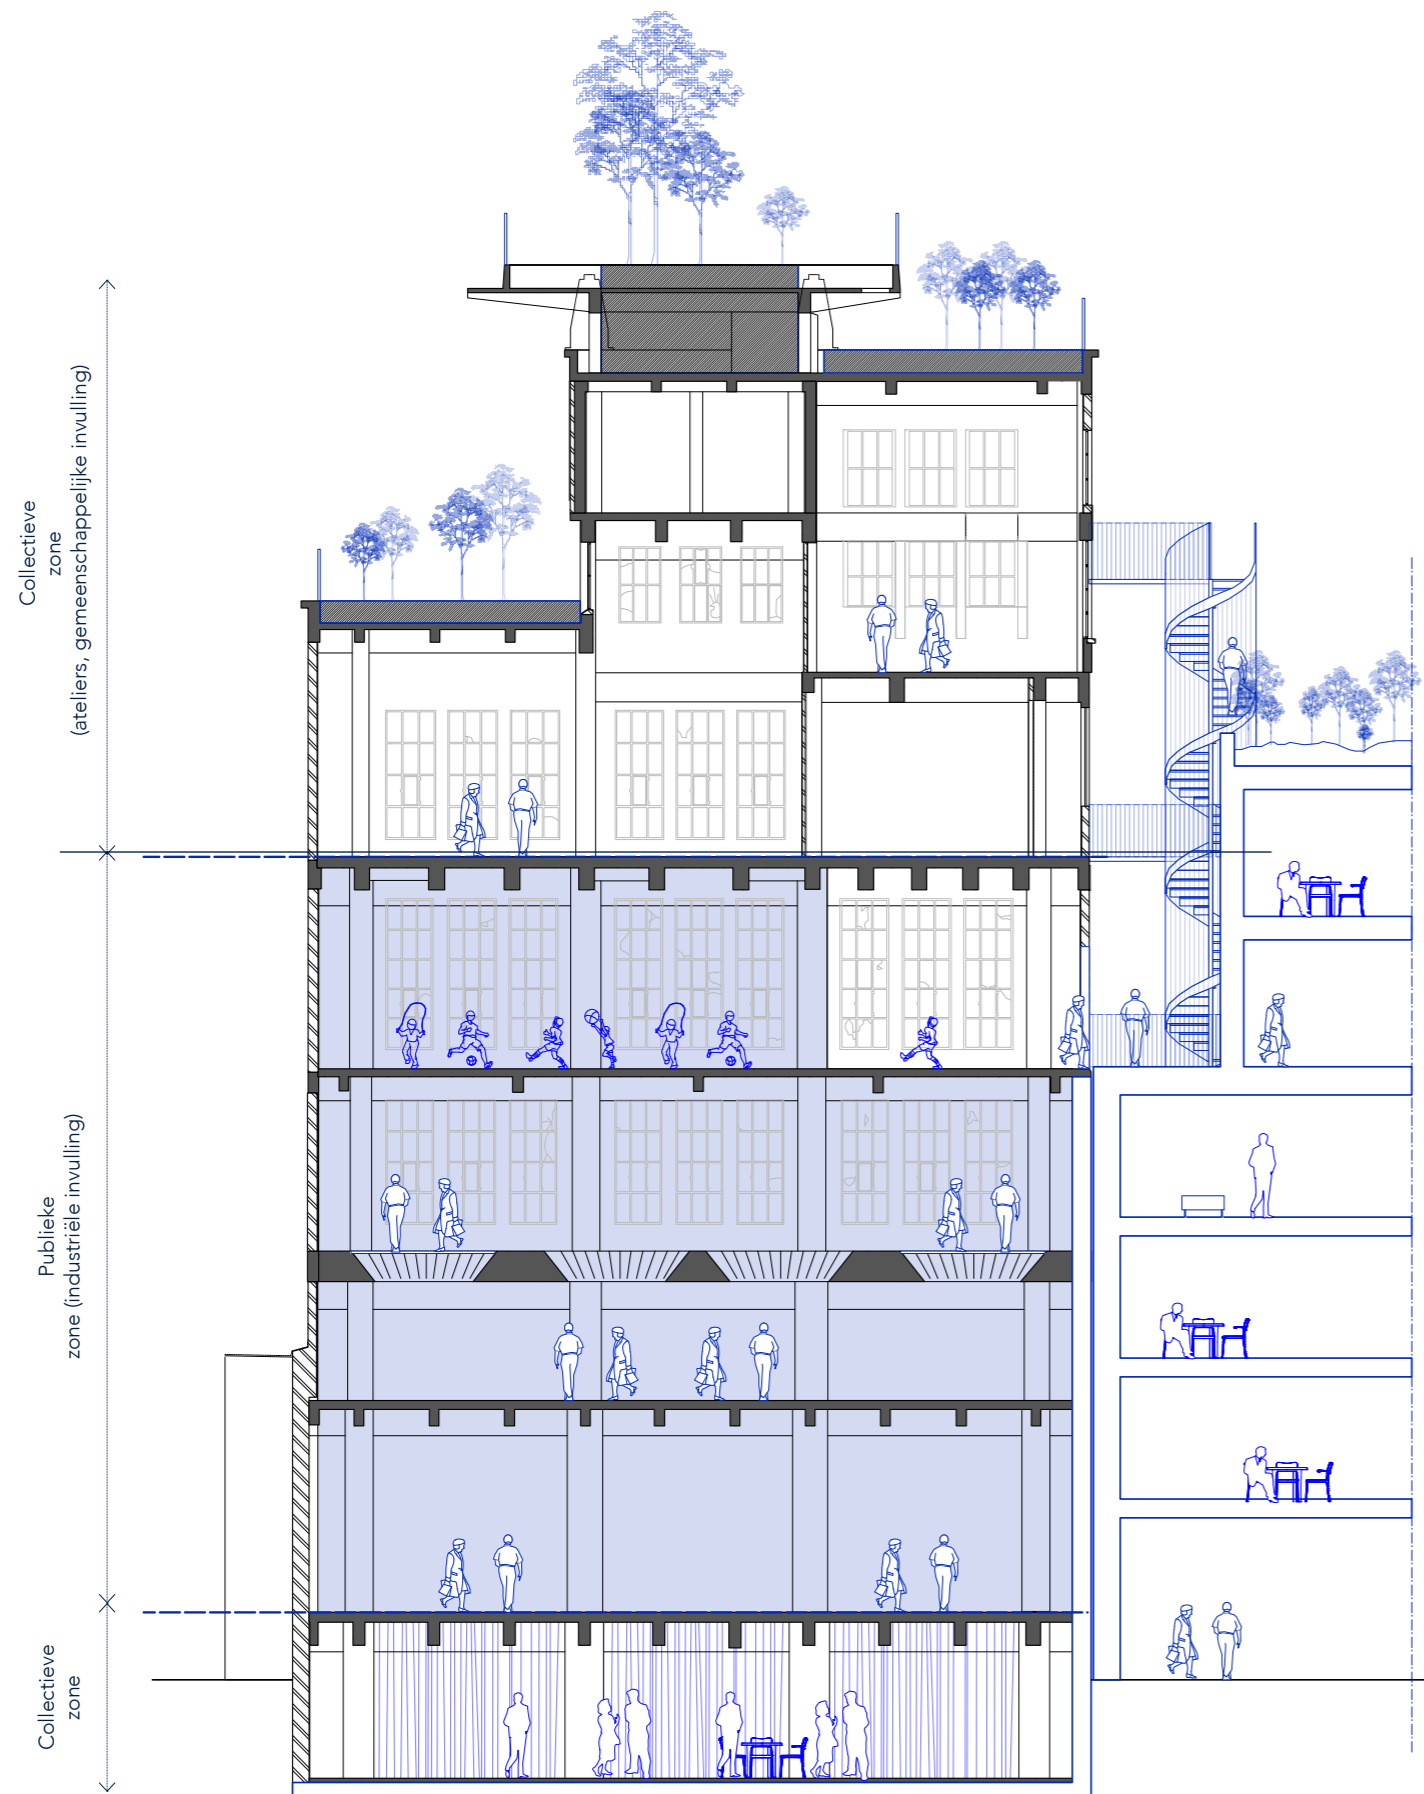 Collectieve
zone
(ateliers, gemeenschappelijke invulling)
Publieke
zone (industriële invulling)
Collectieve
zone